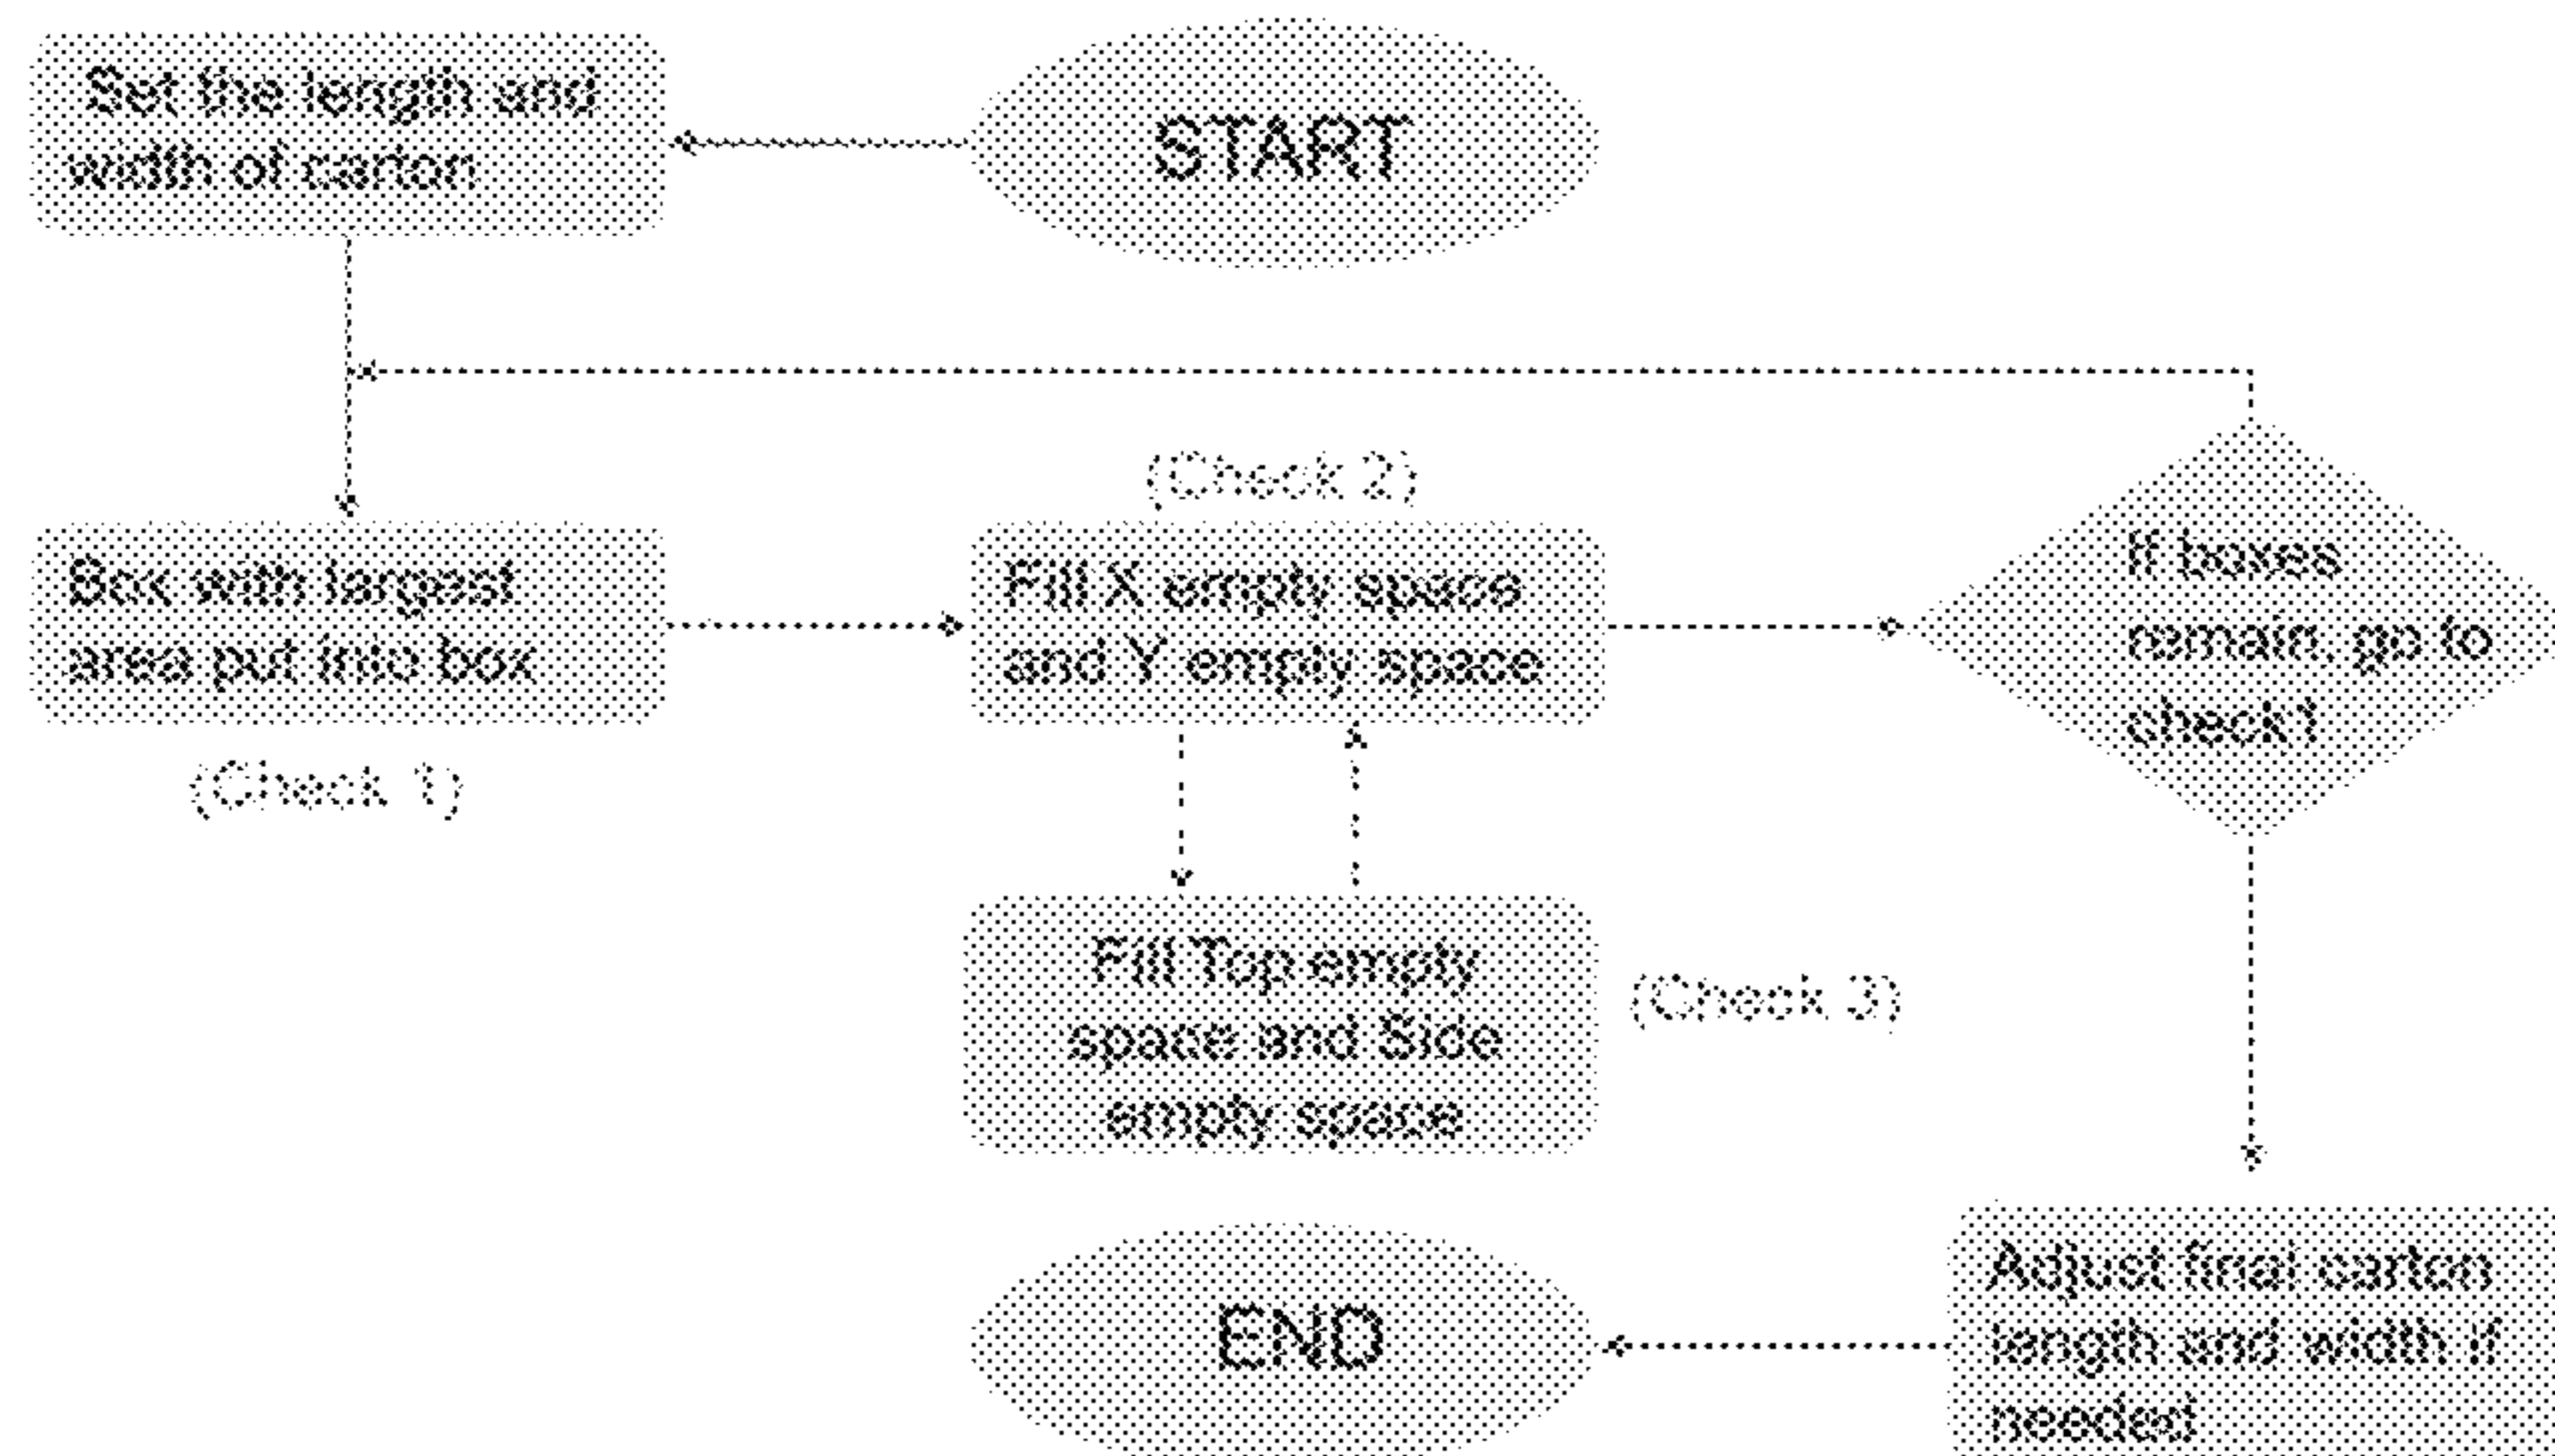 START
Set the length and
width of carton
Box with largest
area put into box
(Check 1)
(Check 2)
Fill X empty space
and Y empty space
If boxes
remain, go to
check1
Fill Top empty
space and Side
empty space
(Check 3)
Adjust final carton
length and width if
needed
END